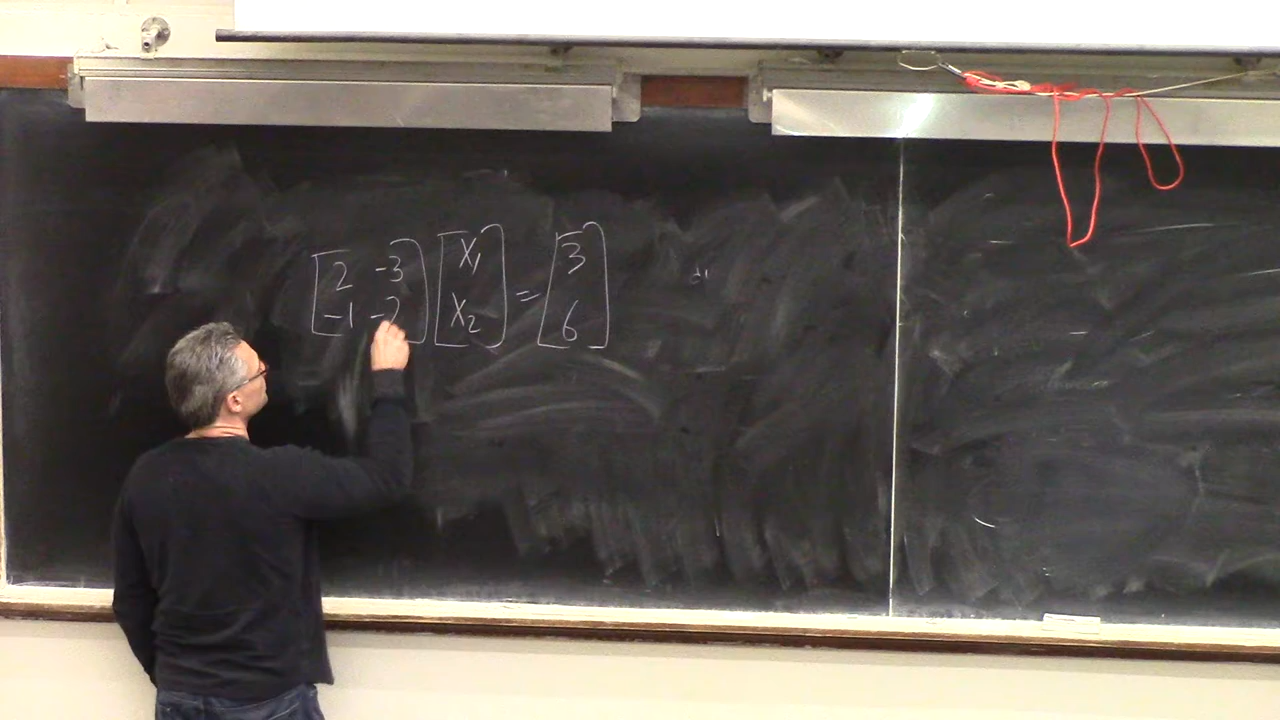 [2 -3] [x₁] = [3]
[-1 -2] [x₂] [6]